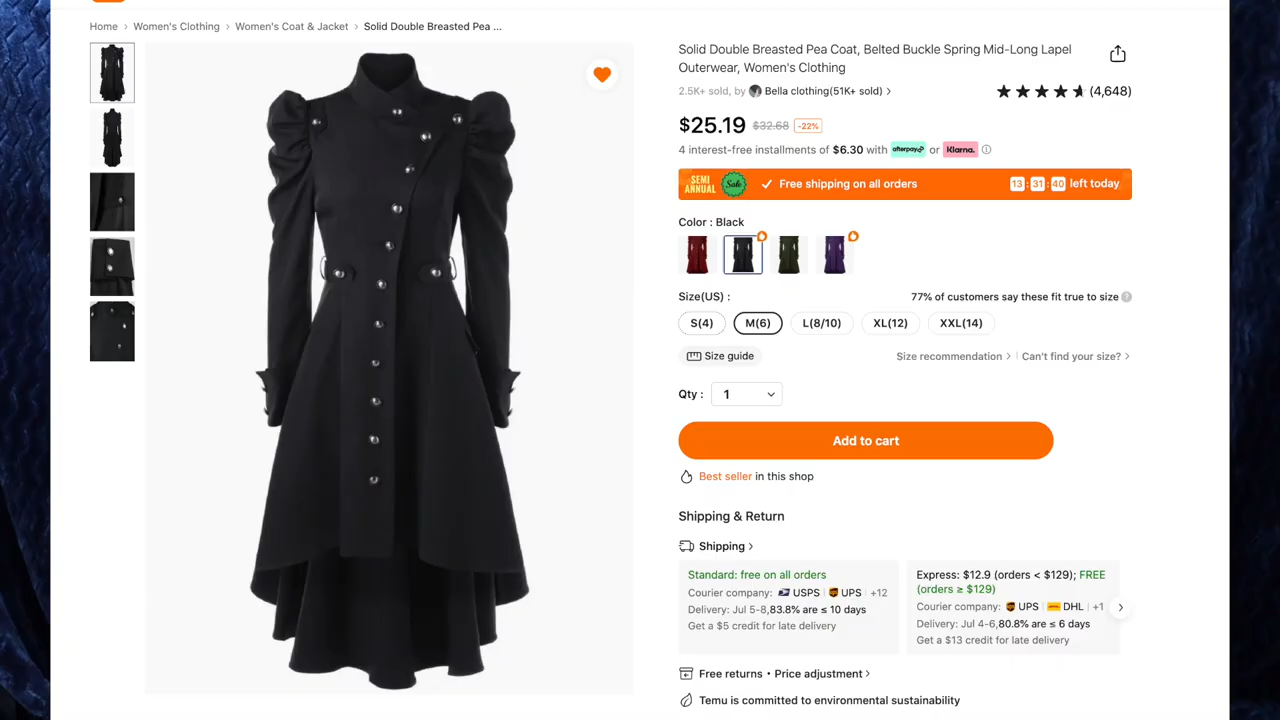 Home > Women's Clothing > Women's Coat & Jacket > Solid Double Breasted Pea ...
Solid Double Breasted Pea Coat, Belted Buckle Spring Mid-Long Lapel
Outerwear, Women's Clothing
2.5K+ sold, by Bella clothing(51K+ sold) >
(4,648)
$25.19 $32.68 -22%
4 interest-free installments of $6.30 with afterpay or Klarna.
SEMI ANNUAL Sale Free shipping on all orders 13 : 31 : 40 left today
Color : Black
Size(US) : 77% of customers say these fit true to size ?
S(4) M(6) L(8/10) XL(12) XXL(14)
Size guide Size recommendation > Can't find your size? >
Qty : 1
Add to cart
Best seller in this shop
Shipping & Return
Shipping >
Standard: free on all orders
Courier company: USPS UPS +12
Delivery: Jul 5-8, 83.8% are ≤ 10 days
Get a $5 credit for late delivery
Express: $12.9 (orders < $129); FREE
(orders ≥ $129)
Courier company: UPS DHL +1
Delivery: Jul 4-6, 80.8% are ≤ 6 days
Get a $13 credit for late delivery
Free returns • Price adjustment >
Temu is committed to environmental sustainability